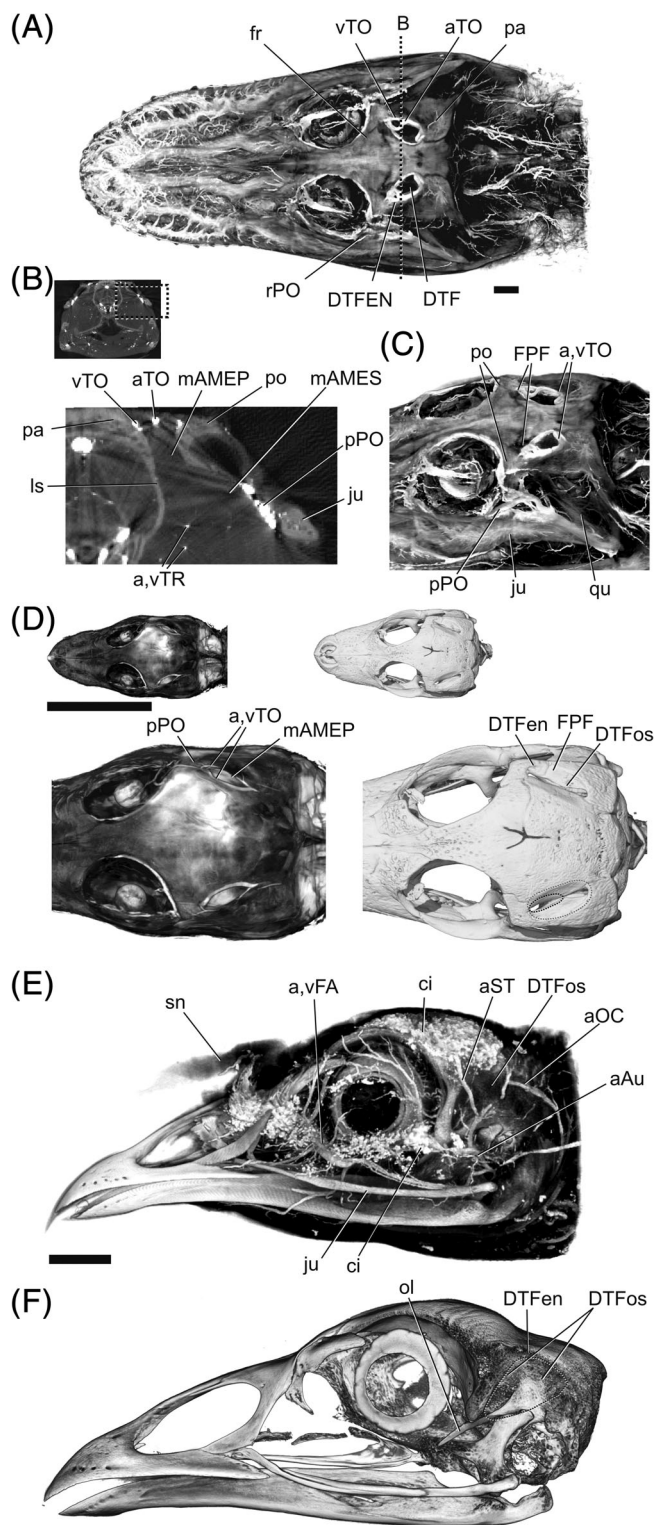 (A)
fr vTO B aTO pa
rPO DTFEN DTF
(B)
vTO aTO mAMEP po mAMES
pa
pPO
ls
ju
a,vTR
(C)
po FPF a,vTO
pPO ju qu
(D)
pPO a,vTO mAMEP
DTFen FPF DTFos
(E)
sn a,vFA ci aST DTFos aOC
aAu
ju ci
(F)
ol DTFen DTFos